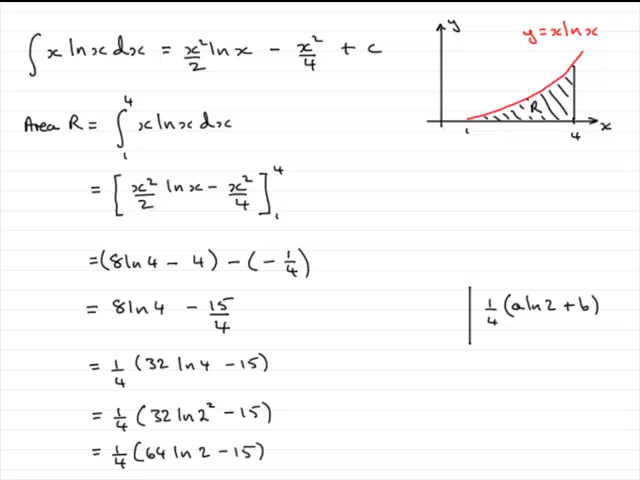 ∫ x ln x dx = x²/2 ln x − x²/4 + c
y = x ln x
y
R
1 4 x
Area R = ∫₁⁴ x ln x dx
= [x²/2 ln x − x²/4]₁⁴
= (8 ln 4 − 4) − (−1/4)
= 8 ln 4 − 15/4
1/4 (a ln 2 + b)
= 1/4 (32 ln 4 − 15)
= 1/4 (32 ln 2² − 15)
= 1/4 (64 ln 2 − 15)